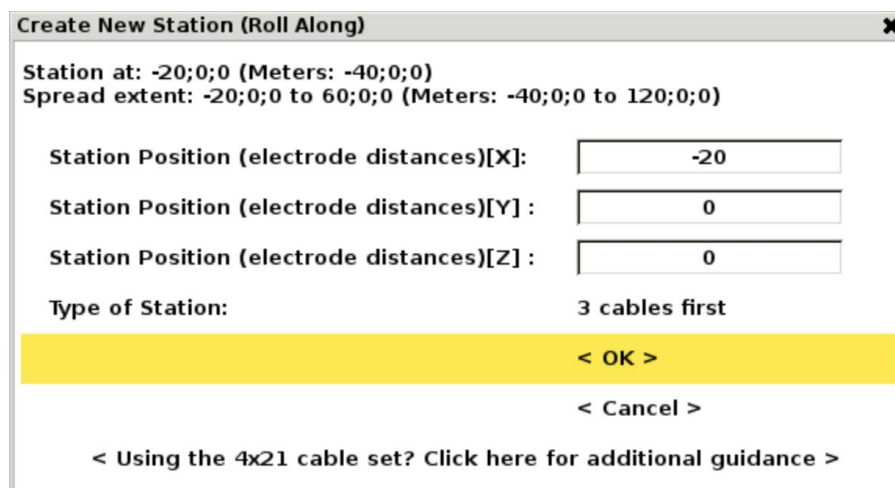 Create New Station (Roll Along)
Station at: -20;0;0 (Meters: -40;0;0)
Spread extent: -20;0;0 to 60;0;0 (Meters: -40;0;0 to 120;0;0)
Station Position (electrode distances)[X]: -20
Station Position (electrode distances)[Y] : 0
Station Position (electrode distances)[Z] : 0
Type of Station: 3 cables first
< OK >
< Cancel >
< Using the 4x21 cable set? Click here for additional guidance >